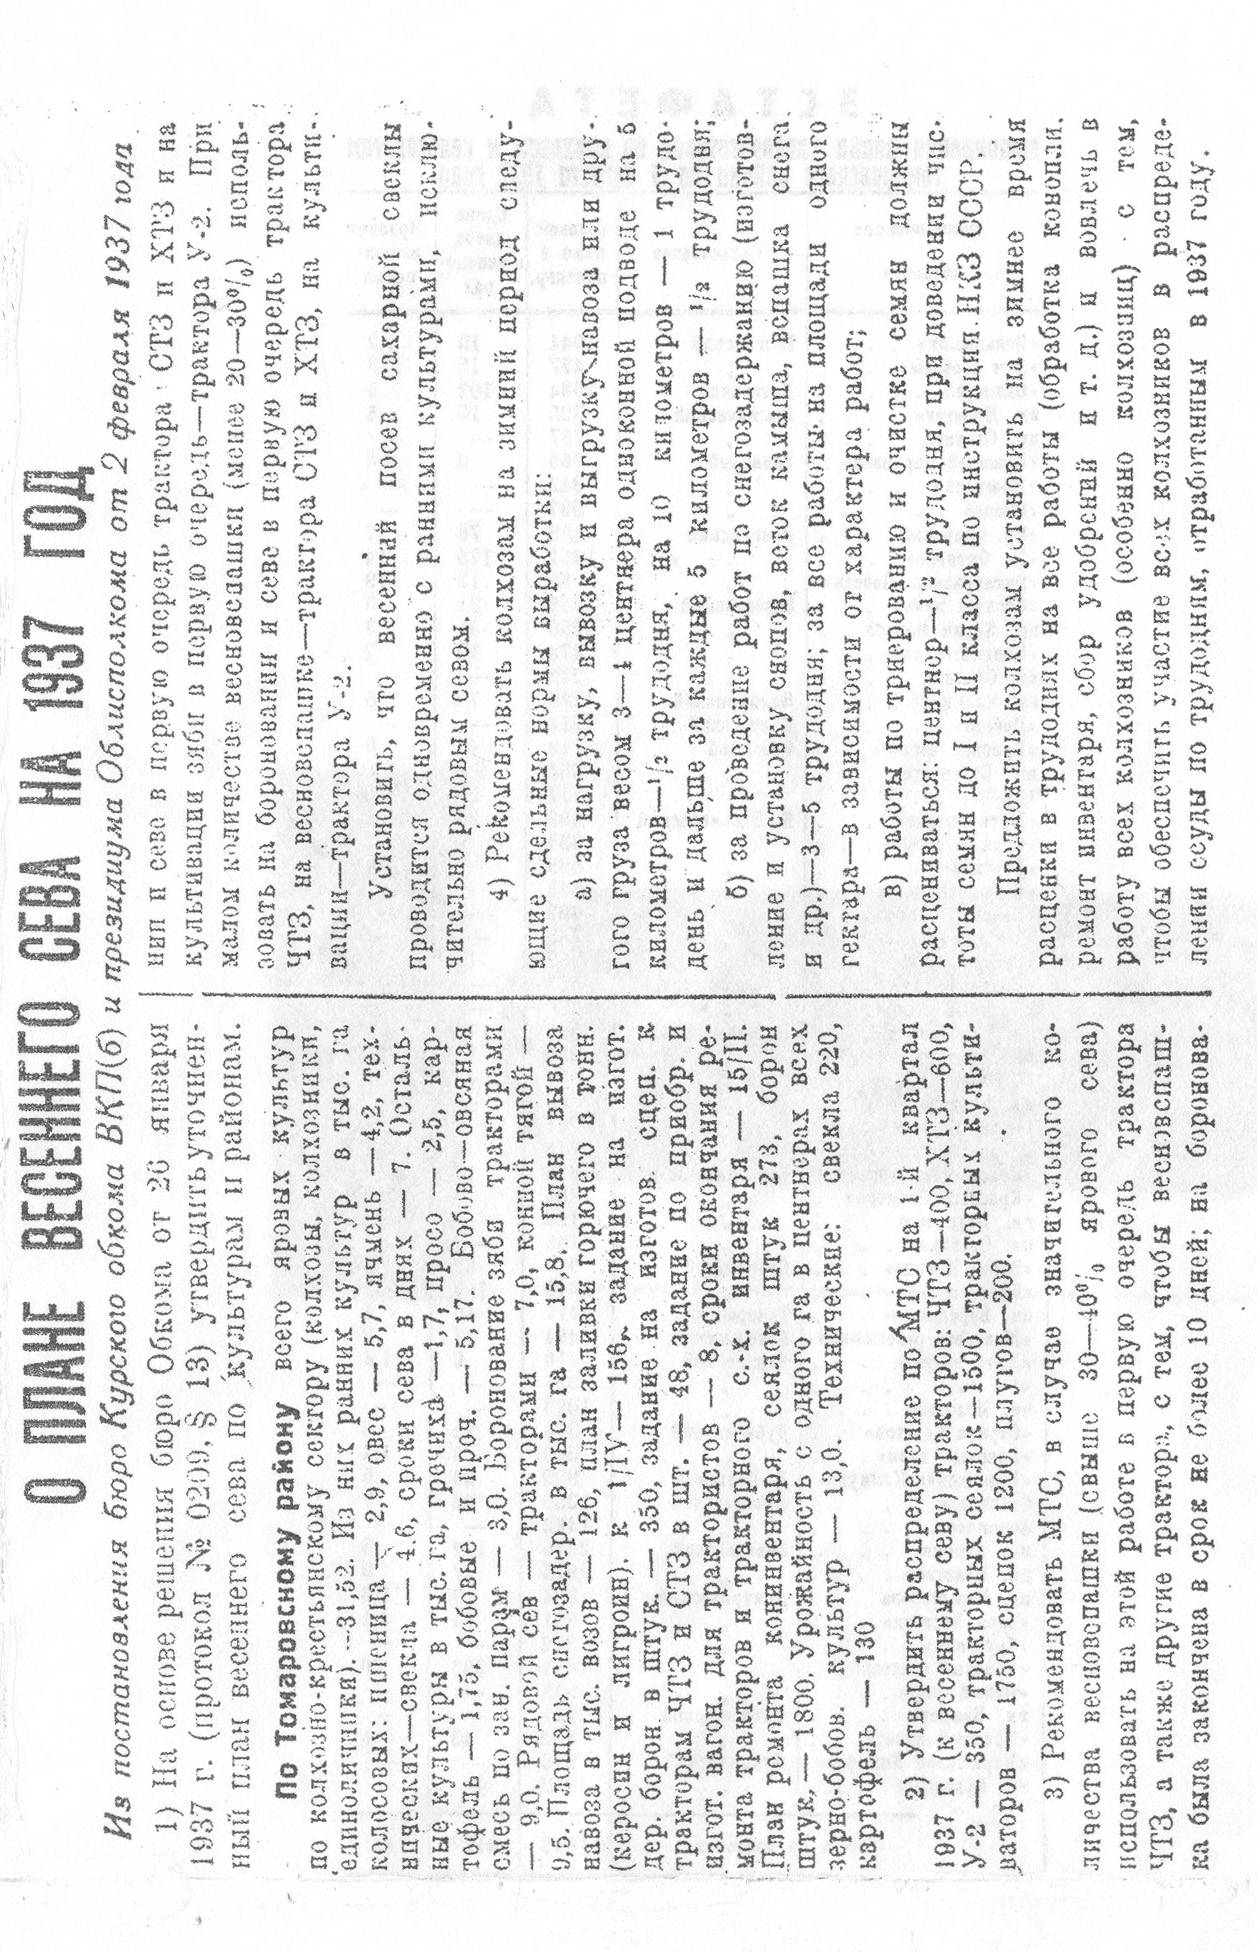 О ПЛАНЕ ВЕСЕННЕГО СЕВА НА 1937 ГОД
Из постановления бюро Курского обкома ВКП(б) и президиума Облисполкома от 2 февраля 1937 года
1) На основе решения бюро Обкома от 26 января
1937 г. (протокол № 0209, § 13) утвердить уточнен-
ный план весеннего сева по культурам и районам.
По Томаровскому району всего яровых культур
по колхозно-крестьянскому сектору (колхозы, колхозники,
единоличники).—31,52. Из них ранних культур в тыс. га
колосовых: пшеница — 2,9, овес — 5,7, ячмень —4,2, тех-
нических—свекла — 4.6, сроки сева в днях — 7. Осталь-
ные культуры в тыс. га, гречиха —1,7, просо — 2,5, кар-
тофель — 1,75, бобовые и проч. — 5,17. Бобово—овсяная
смесь по зан. парам — 3,0. Боронование зяби тракторами
— 9,0. Рядовой сев — тракторами — 7,0, конной тягой —
9,5. Площадь снегозадер. в тыс. га — 15,8. План вывоза
навоза в тыс. возов — 126, план заливки горючего в тонн.
(керосин и лигроин). к 1/IУ— 156, задание на изгот.
дер. борон в штук. — 350, задание на изготов. сцеп. к
тракторам ЧТЗ и СТЗ в шт. — 48, задание по приобр. и
изгот. вагон. для трактористов — 8, сроки окончания ре-
монта тракторов и тракторного с.-х. инвентаря — 15/II.
План ремонта конинвентаря, сеялок штук 273, борон
штук,— 1800. Урожайность с одного га в центнерах всех
зерно-бобов. культур — 13,0. Технические: свекла 220,
картофель — 130
2) Утвердить распределение по МТС на 1-й квартал
1937 г. (к весеннему севу) тракторов: ЧТЗ—400, ХТЗ—600,
У-2 — 350, тракторных сеялок—1500, тракторных культи-
ваторов — 1750, сцепок 1200, плугов—200.
3) Рекомендовать МТС, в случае значительного ко-
личества весновспашки (свыше 30—40% ярового сева)
использовать на этой работе в первую очередь трактора
ЧТЗ, а также другие трактора, с тем, чтобы весновспаш-
ка была закончена в срок не более 10 дней; на боронова-
нии и сева в первую очередь трактора СТЗ и ХТЗ и на
культивации зяби в первую очередь—трактора У-2. При
малом количестве весновспашки (менее 20—30%) исполь-
зовать на бороновании и севе в первую очередь трактора
ЧТЗ, на весновспашке—трактора СТЗ и ХТЗ, на культи-
вации—трактора У-2.
Установить, что весенний посев сахарной свеклы
проводится одновременно с ранними культурами, исклю-
чительно рядовым севом.
4) Рекомендовать колхозам на зимний период следу-
ющие сдельные нормы выработки:
а) за нагрузку, вывозку и выгрузку навоза или дру-
гого груза весом 3—4 центнера одноконной подводе на 5
километров—1/2 трудодня, на 10 километров — 1 трудо-
день и дальше за каждые 5 километров — 1/2 трудодня;
б) за проведение работ по снегозадержанию (изготов-
ление и установку снопов, веток камыша, вспашка снега
и др.)—3—5 трудодня; за все работы на площади одного
гектара—в зависимости от характера работ;
в) работы по триерованию и очистке семян должны
расцениваться: центнер—1/2 трудодня, при доведении чис-
тоты семян до I и II класса по инструкции НКЗ СССР.
Предложить колхозам установить на зимнее время
расценки в трудоднях на все работы (обработка конопли,
ремонт инвентаря, сбор удобрений и т. д.) и вовлечь в
работу всех колхозников (особенно колхозниц) с тем,
чтобы обеспечить участие всех колхозников в распреде-
лении ссуды по трудодням, отработанным в 1937 году.